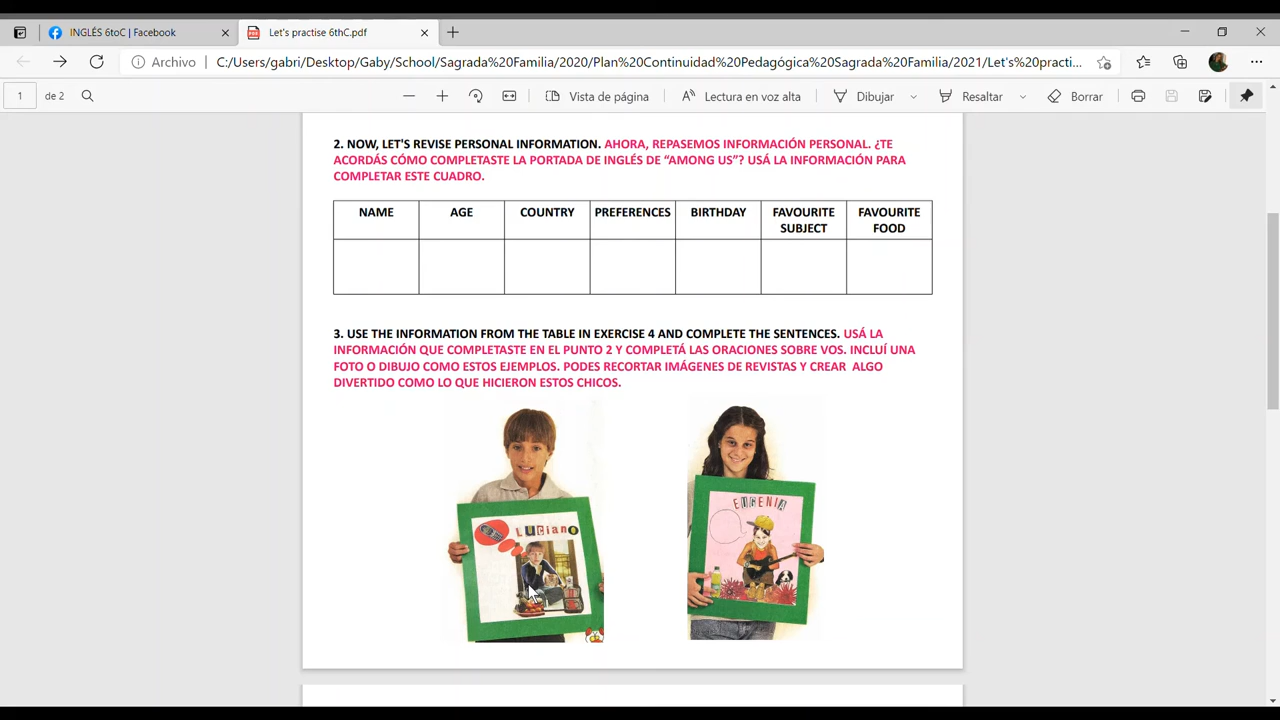 INGLÉS 6toC | Facebook
Let's practise 6thC.pdf
Archivo
C:/Users/gabri/Desktop/Gaby/School/Sagrada%20Familia/2020/Plan%20Continuidad%20Pedagógica%20Sagrada%20Familia/2021/Let's%20practi...
1 de 2
Vista de página
Lectura en voz alta
Dibujar
Resaltar
Borrar
2. NOW, LET'S REVISE PERSONAL INFORMATION. AHORA, REPASEMOS INFORMACIÓN PERSONAL. ¿TE
ACORDÁS CÓMO COMPLETASTE LA PORTADA DE INGLÉS DE “AMONG US”? USÁ LA INFORMACIÓN PARA
COMPLETAR ESTE CUADRO.
NAME
AGE
COUNTRY
PREFERENCES
BIRTHDAY
FAVOURITE
SUBJECT
FAVOURITE
FOOD
3. USE THE INFORMATION FROM THE TABLE IN EXERCISE 4 AND COMPLETE THE SENTENCES. USÁ LA
INFORMACIÓN QUE COMPLETASTE EN EL PUNTO 2 Y COMPLETÁ LAS ORACIONES SOBRE VOS. INCLUÍ UNA
FOTO O DIBUJO COMO ESTOS EJEMPLOS. PODES RECORTAR IMÁGENES DE REVISTAS Y CREAR ALGO
DIVERTIDO COMO LO QUE HICIERON ESTOS CHICOS.
LUciano
EUGENIA